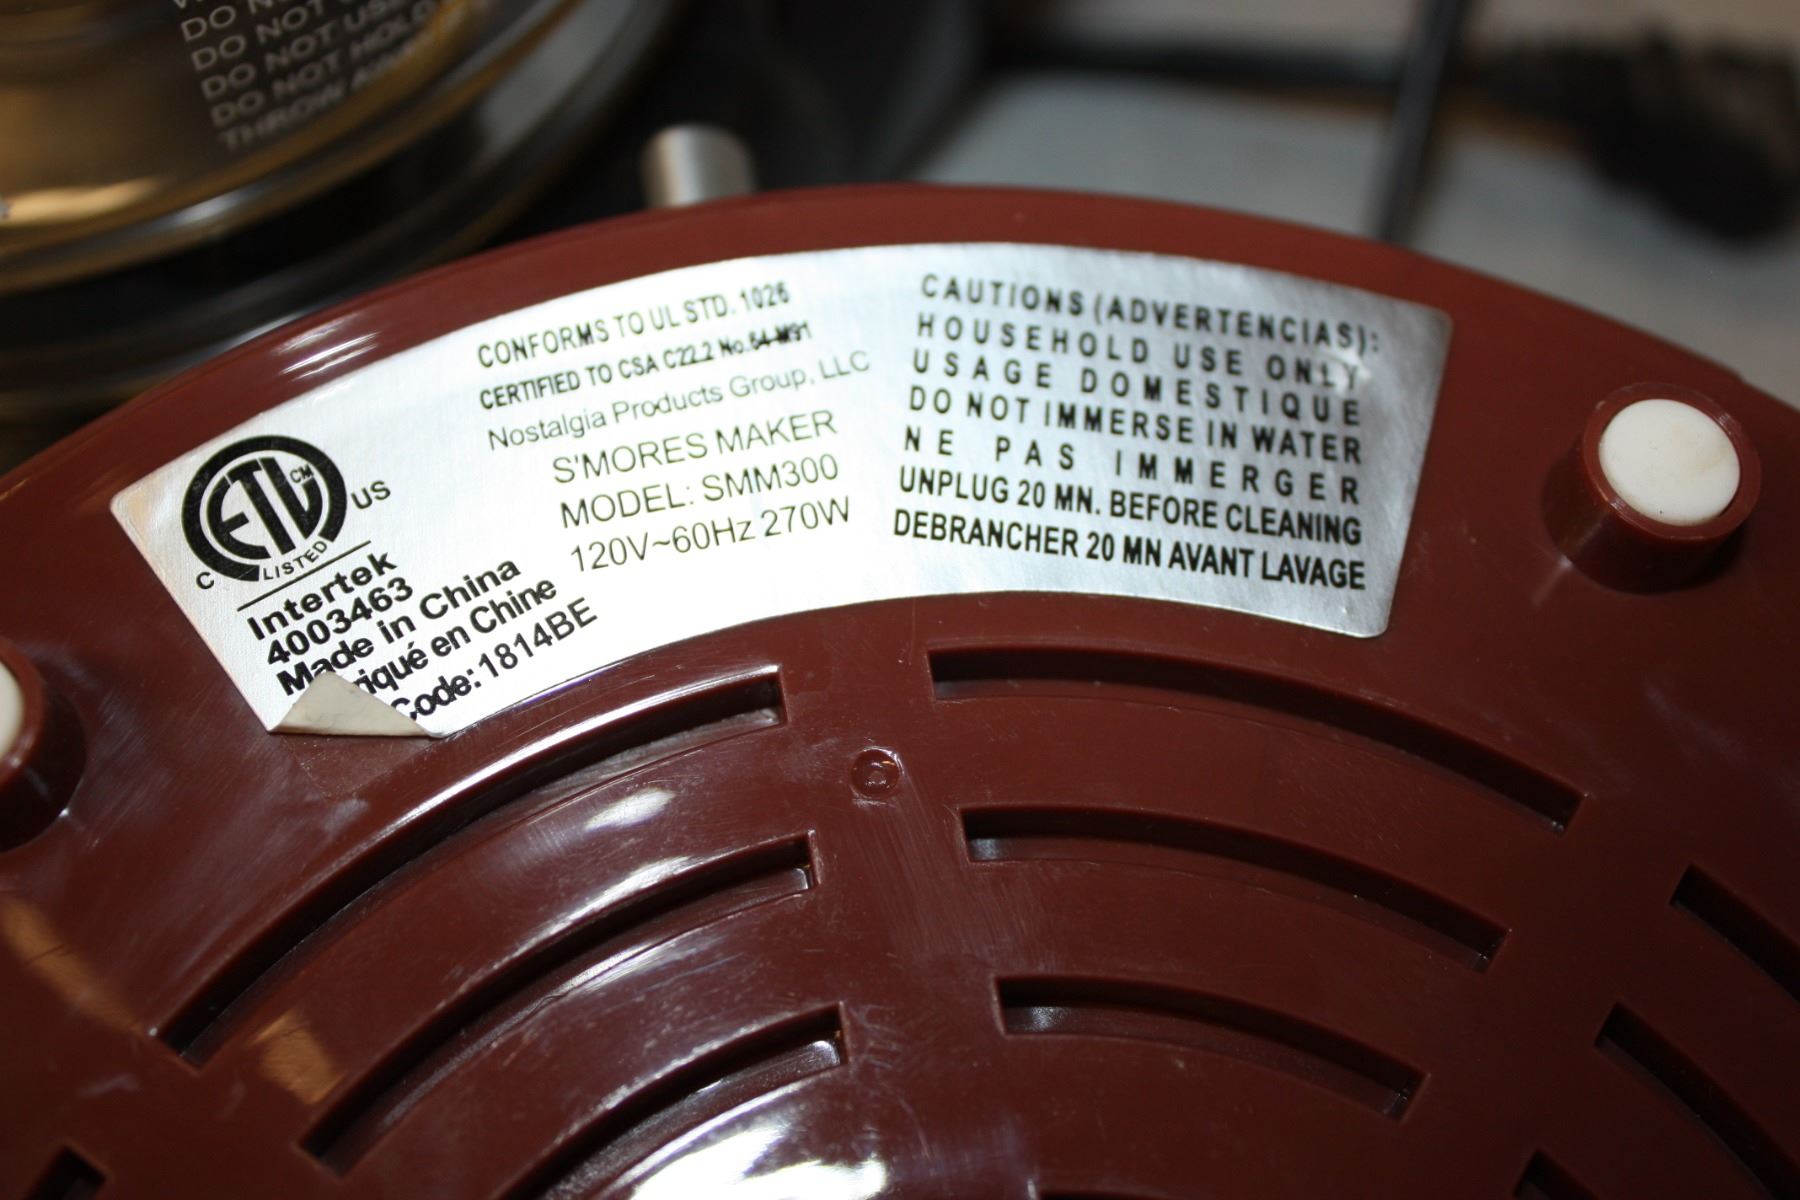 DO NOT
DO NOT USE
DO NOT HOLD
THROW AWAY
CONFORMS TO UL STD. 1026
CERTIFIED TO CSA C22.2 No.64-M91
Nostalgia Products Group, LLC
S'MORES MAKER
MODEL: SMM300
120V~60Hz 270W
ETL CM
C LISTED US
Intertek
4003463
Made in China
riqué en Chine
Code: 1814BE
CAUTIONS (ADVERTENCIAS):
HOUSEHOLD USE ONLY
USAGE DOMESTIQUE
DO NOT IMMERSE IN WATER
NE PAS IMMERGER
UNPLUG 20 MN. BEFORE CLEANING
DEBRANCHER 20 MN AVANT LAVAGE